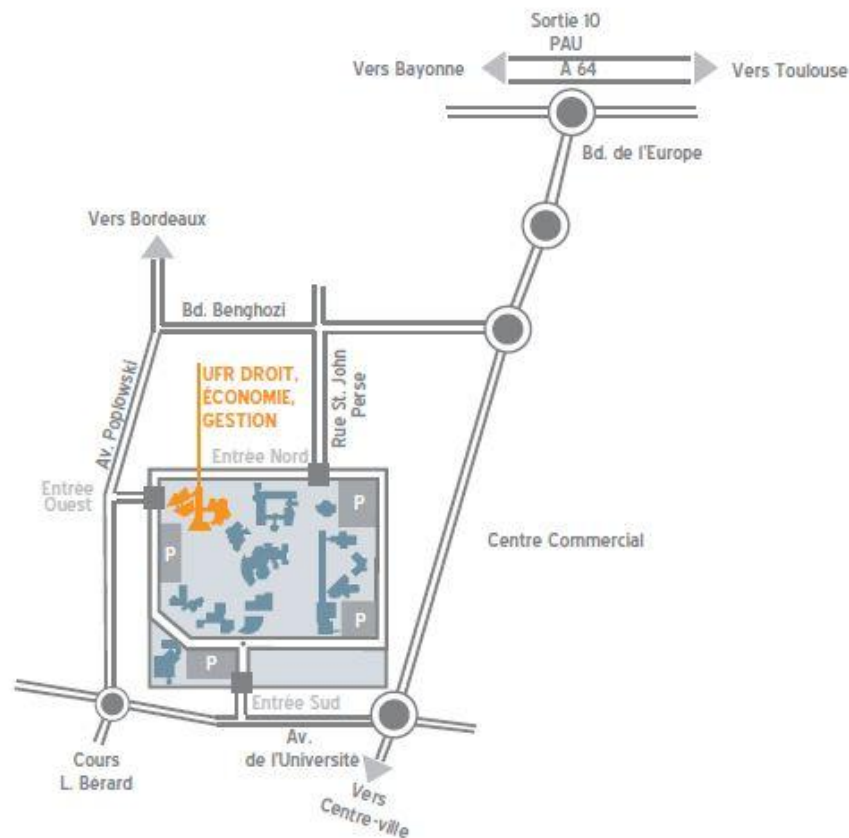 Sortie 10
PAU
Vers Bayonne
A 64
Vers Toulouse
Bd. de l'Europe
Vers Bordeaux
Bd. Benghozi
Av. Poplowski
UFR DROIT,
ÉCONOMIE,
GESTION
Rue St. John
Perse
Entrée Nord
Entrée
Ouest
P
P
Centre Commercial
P
P
Entrée Sud
Av.
de l'Université
Cours
L. Bérard
Vers
Centre-ville